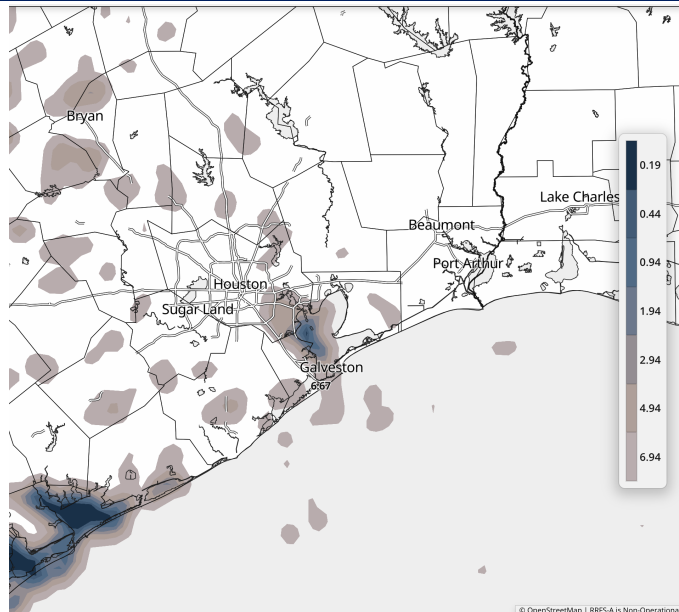 Bryan
Lake Charles
Beaumont
Port Arthur
Houston
Sugar Land
Galveston
6.67
0.19
0.44
0.94
1.94
2.94
4.94
6.94
© OpenStreetMap | RRFS-A is Non-Operational